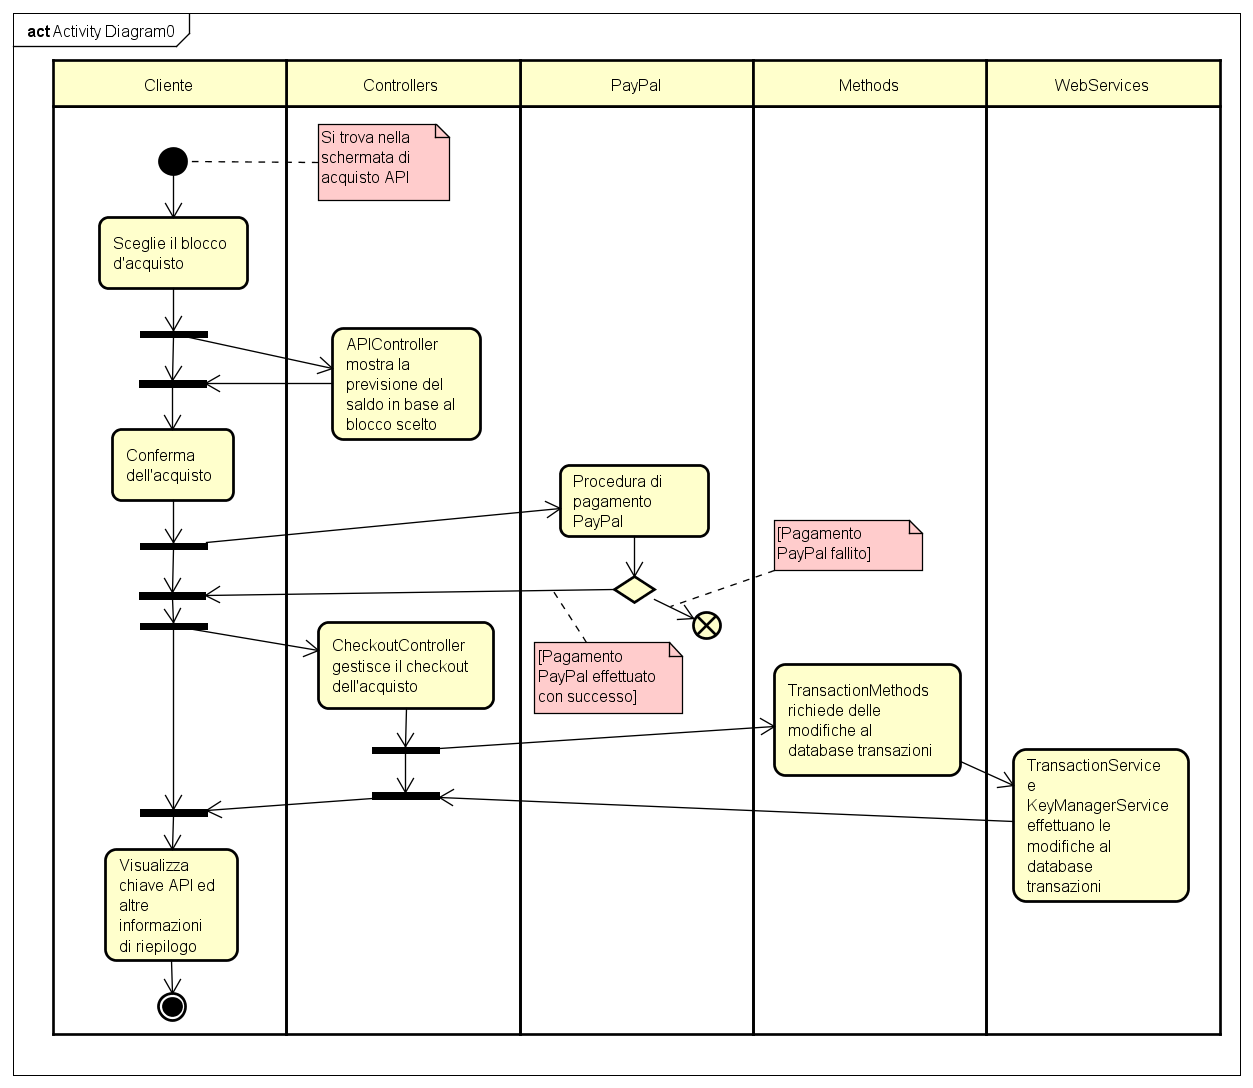 act Activity Diagram0
Cliente
Controllers
PayPal
Methods
WebServices
Si trova nella
schermata di
acquisto API
Sceglie il blocco
d'acquisto
APIController
mostra la
previsione del
saldo in base al
blocco scelto
Conferma
dell'acquisto
Procedura di
pagamento
PayPal
[Pagamento
PayPal fallito]
CheckoutController
gestisce il checkout
dell'acquisto
[Pagamento
PayPal effettuato
con successo]
TransactionMethods
richiede delle
modifiche al
database transazioni
TransactionService
e
KeyManagerService
effettuano le
modifiche al
database
transazioni
Visualizza
chiave API ed
altre
informazioni
di riepilogo